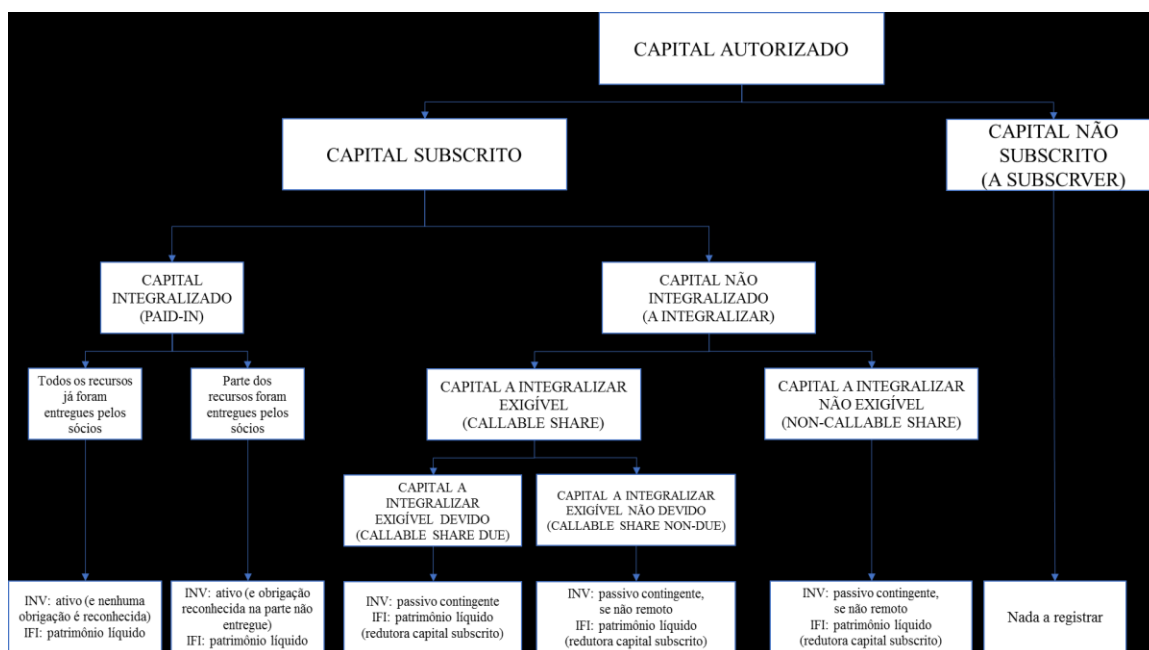 CAPITAL AUTORIZADO
CAPITAL SUBSCRITO
CAPITAL NÃO
SUBSCRITO
(A SUBSCRVER)
CAPITAL
INTEGRALIZADO
(PAID-IN)
CAPITAL NÃO
INTEGRALIZADO
(A INTEGRALIZAR)
Todos os recursos
já foram
entregues pelos
sócios
Parte dos
recursos foram
entregues pelos
sócios
CAPITAL A INTEGRALIZAR
EXIGÍVEL
(CALLABLE SHARE)
CAPITAL A INTEGRALIZAR
NÃO EXIGÍVEL
(NON-CALLABLE SHARE)
CAPITAL A
INTEGRALIZAR
EXIGÍVEL DEVIDO
(CALLABLE SHARE DUE)
CAPITAL A INTEGRALIZAR
EXIGÍVEL NÃO DEVIDO
(CALLABLE SHARE NON-DUE)
INV: ativo (e nenhuma
obrigação é reconhecida)
IFI: patrimônio líquido
INV: ativo (e obrigação
reconhecida na parte não
entregue)
IFI: patrimônio líquido
INV: passivo contingente
IFI: patrimônio líquido
(redutora capital subscrito)
INV: passivo contingente,
se não remoto
IFI: patrimônio líquido
(redutora capital subscrito)
INV: passivo contingente,
se não remoto
IFI: patrimônio líquido
(redutora capital subscrito)
Nada a registrar